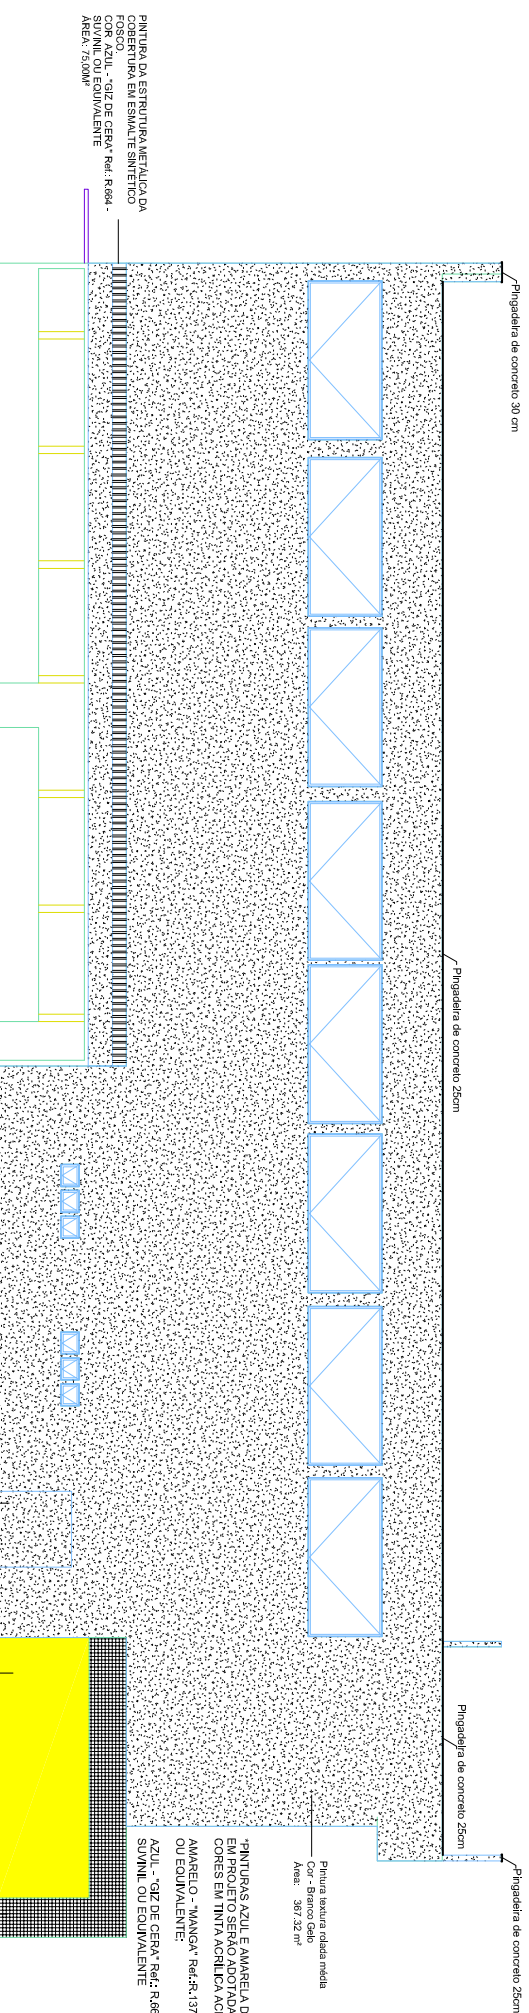 Pingadeira de concreto 30 cm
Pingadeira de concreto 25cm
Pingadeira de concreto 25cm
Pingadeira de concreto 25cm
PINTURA DA ESTRUTURA METÁLICA DA
COBERTURA EM ESMALTE SINTÉTICO
FOSCO,
COR AZUL - "GIZ DE CERA" Ref.: R.664 -
SUVINIL OU EQUIVALENTE
ÁREA: 75,00M²
Pintura textura rolada média
Cor - Branco Gelo
Área: 367.32 m²
*PINTURAS AZUL E AMARELA D
EM PROJETO SERÃO ADOTADA
CORES EM TINTA ACRILICA ACI
AMARELO - "MANGA" Ref.:R.137
OU EQUIVALENTE;
AZUL - "GIZ DE CERA" Ref.: R.66
SUVINIL OU EQUIVALENTE